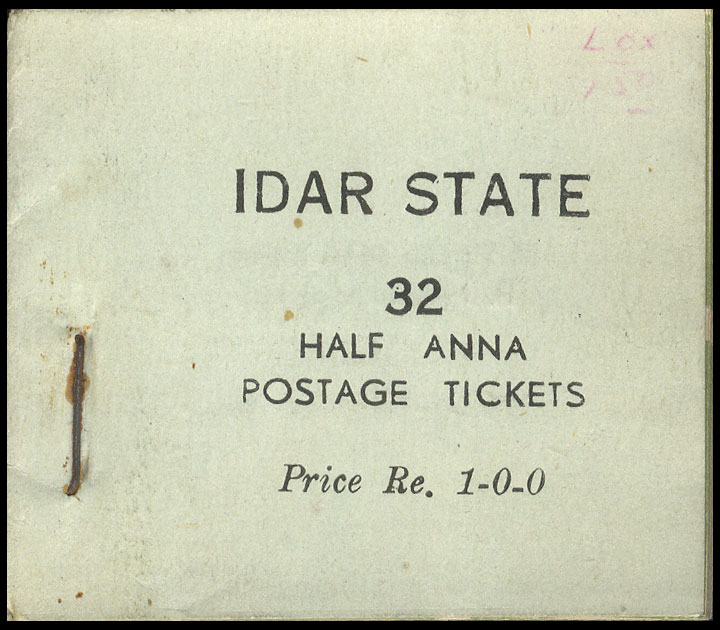 IDAR STATE
32
HALF ANNA
POSTAGE TICKETS
Price Re. 1-0-0